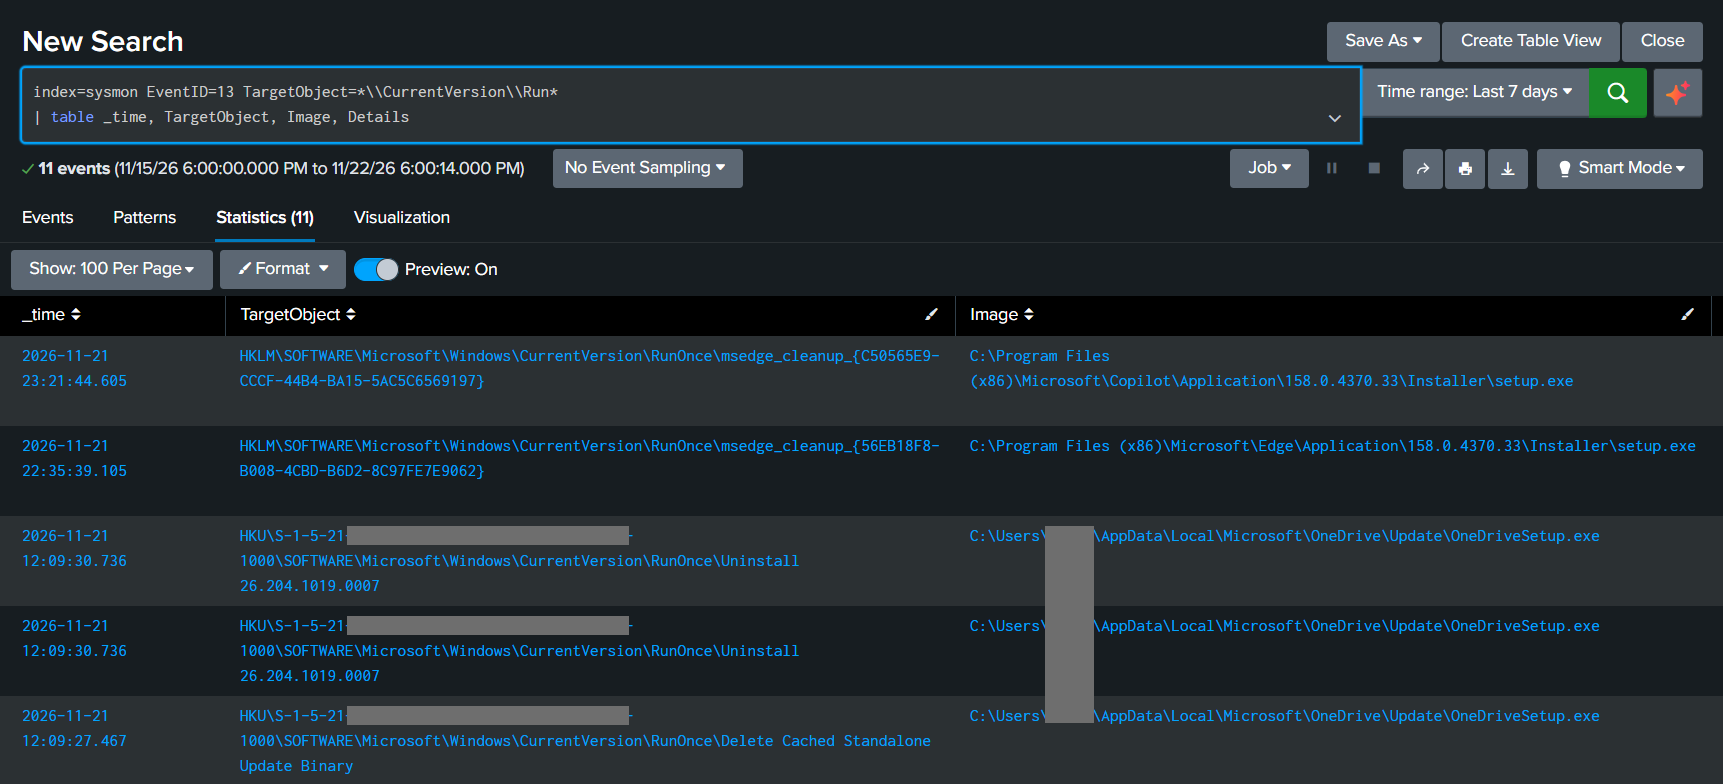 New Search
Save As
Create Table View
Close
index=sysmon EventID=13 TargetObject=*\\CurrentVersion\\Run*
| table _time, TargetObject, Image, Details
Time range: Last 7 days
11 events (11/15/26 6:00:00.000 PM to 11/22/26 6:00:14.000 PM)
No Event Sampling
Job
Smart Mode
Events
Patterns
Statistics (11)
Visualization
Show: 100 Per Page
Format
Preview: On
_time
TargetObject
Image
2026-11-21
23:21:44.605
HKLM\SOFTWARE\Microsoft\Windows\CurrentVersion\RunOnce\msedge_cleanup_{C50565E9-
CCCF-44B4-BA15-5AC5C6569197}
C:\Program Files
(x86)\Microsoft\Copilot\Application\158.0.4370.33\Installer\setup.exe
2026-11-21
22:35:39.105
HKLM\SOFTWARE\Microsoft\Windows\CurrentVersion\RunOnce\msedge_cleanup_{56EB18F8-
B008-4CBD-B6D2-8C97FE7E9062}
C:\Program Files (x86)\Microsoft\Edge\Application\158.0.4370.33\Installer\setup.exe
2026-11-21
12:09:30.736
HKU\S-1-5-21- -
1000\SOFTWARE\Microsoft\Windows\CurrentVersion\RunOnce\Uninstall
26.204.1019.0007
C:\Users\ \AppData\Local\Microsoft\OneDrive\Update\OneDriveSetup.exe
2026-11-21
12:09:30.736
HKU\S-1-5-21- -
1000\SOFTWARE\Microsoft\Windows\CurrentVersion\RunOnce\Uninstall
26.204.1019.0007
C:\Users\ \AppData\Local\Microsoft\OneDrive\Update\OneDriveSetup.exe
2026-11-21
12:09:27.467
HKU\S-1-5-21- -
1000\SOFTWARE\Microsoft\Windows\CurrentVersion\RunOnce\Delete Cached Standalone
Update Binary
C:\Users\ \AppData\Local\Microsoft\OneDrive\Update\OneDriveSetup.exe